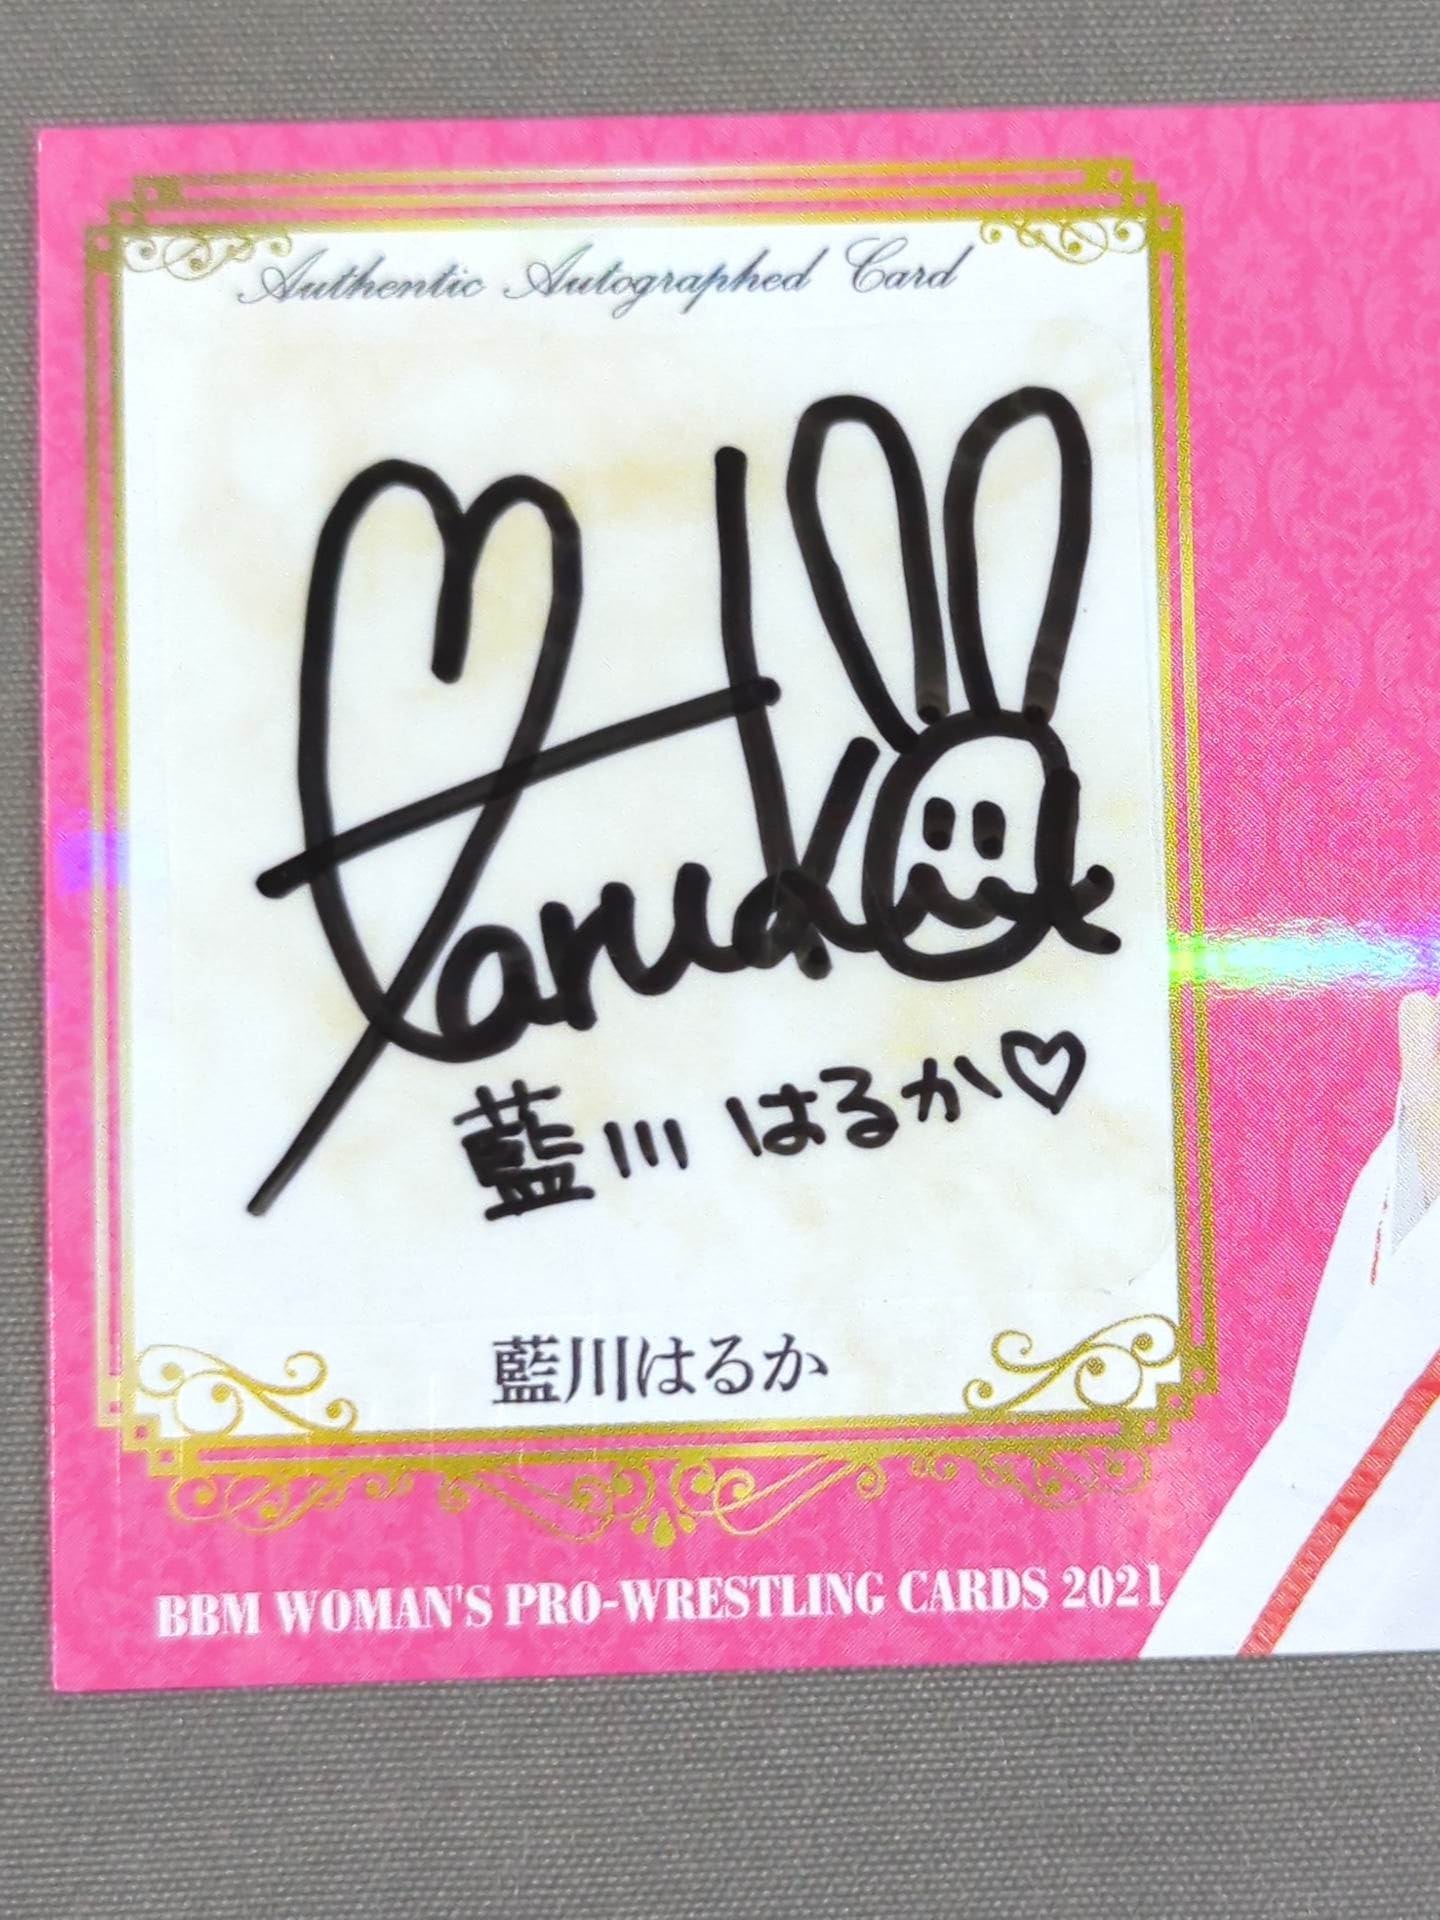 Authentic Autographed Card
Haruka
藍川 はるか♡
藍川はるか
BBM WOMAN'S PRO-WRESTLING CARDS 2021